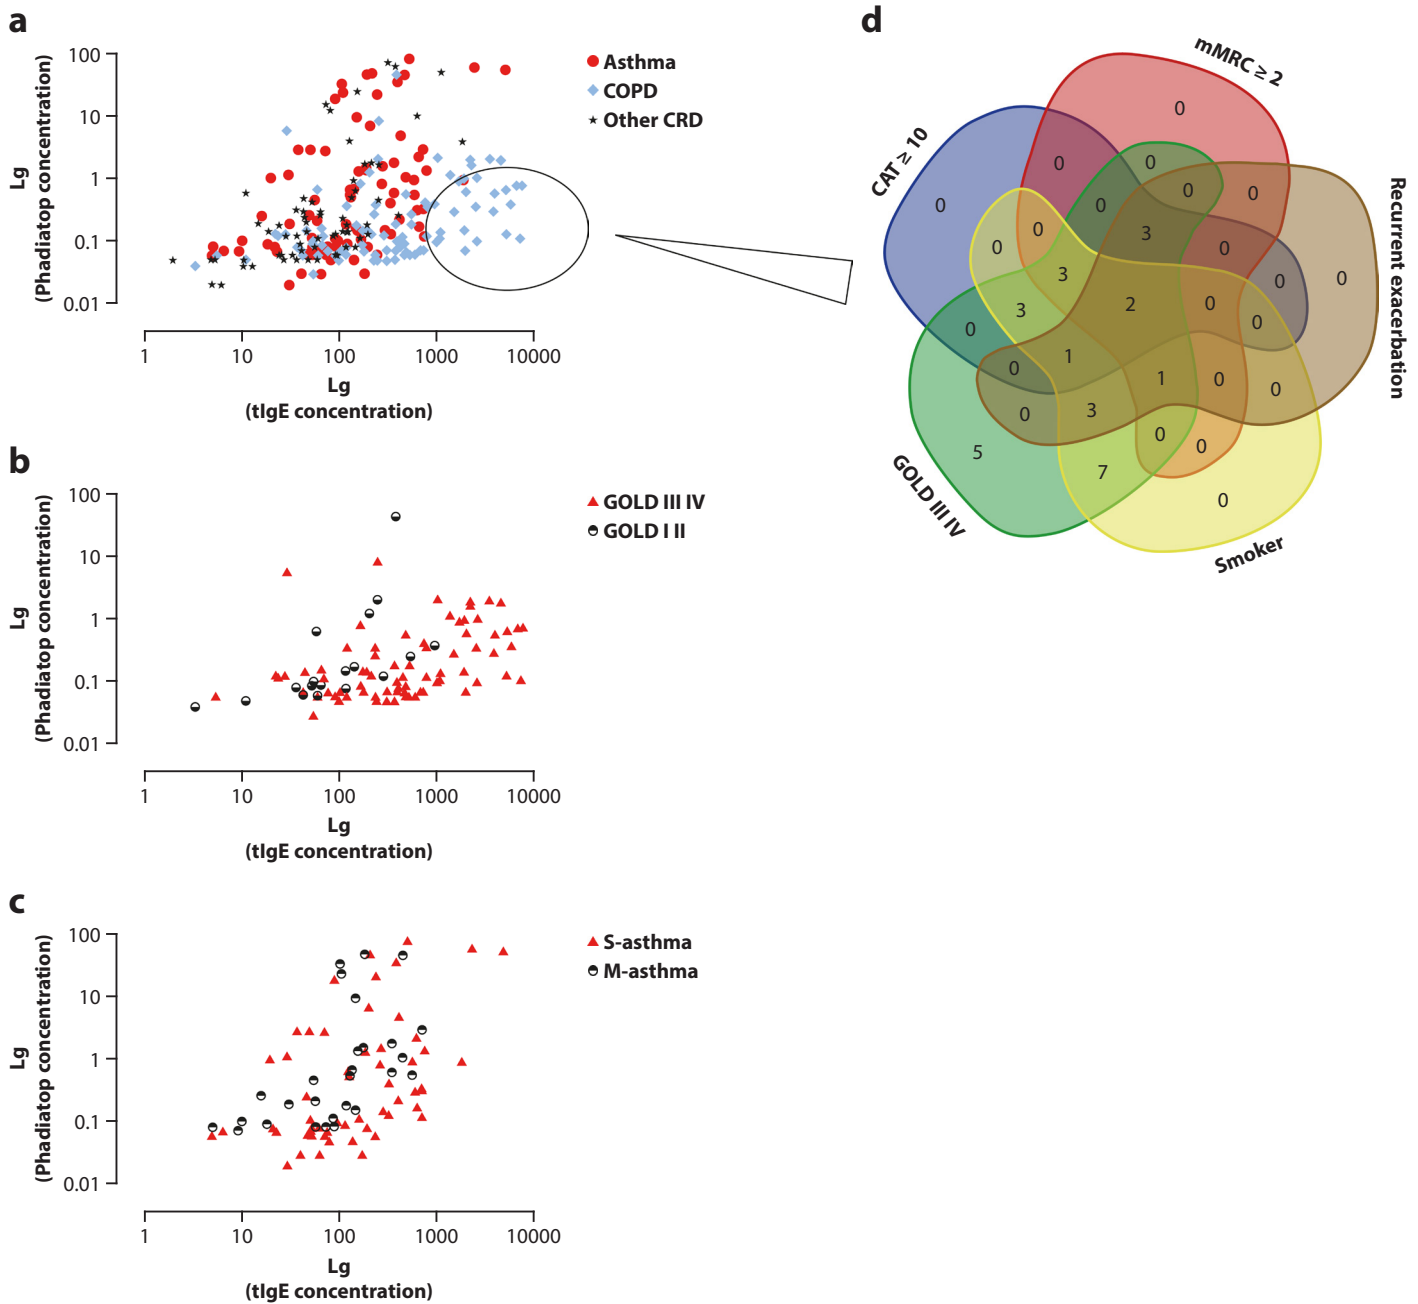 a
100
10
1
0.1
0.01
Lg
(Phadiatop concentration)
1 10 100 1000 10000
Lg
(tIgE concentration)
Asthma
COPD
Other CRD
b
100
10
1
0.1
0.01
Lg
(Phadiatop concentration)
1 10 100 1000 10000
Lg
(tIgE concentration)
GOLD III IV
GOLD I II
c
100
10
1
0.1
0.01
Lg
(Phadiatop concentration)
1 10 100 1000 10000
Lg
(tIgE concentration)
S-asthma
M-asthma
d
mMRC ≥ 2
CAT ≥ 10
Recurrent exacerbation
GOLD III IV
Smoker
0
0 0
0 0
0 0
0 3
0 0
0
3 0 0
3 2 0
0 0
1
0 1 0 0
0 3
0
5 0
7
0